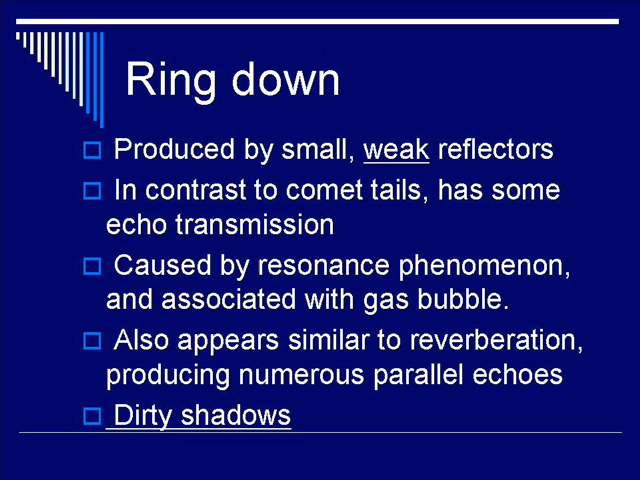 Ring down
Produced by small, weak reflectors
In contrast to comet tails, has some
echo transmission
Caused by resonance phenomenon,
and associated with gas bubble.
Also appears similar to reverberation,
producing numerous parallel echoes
Dirty shadows